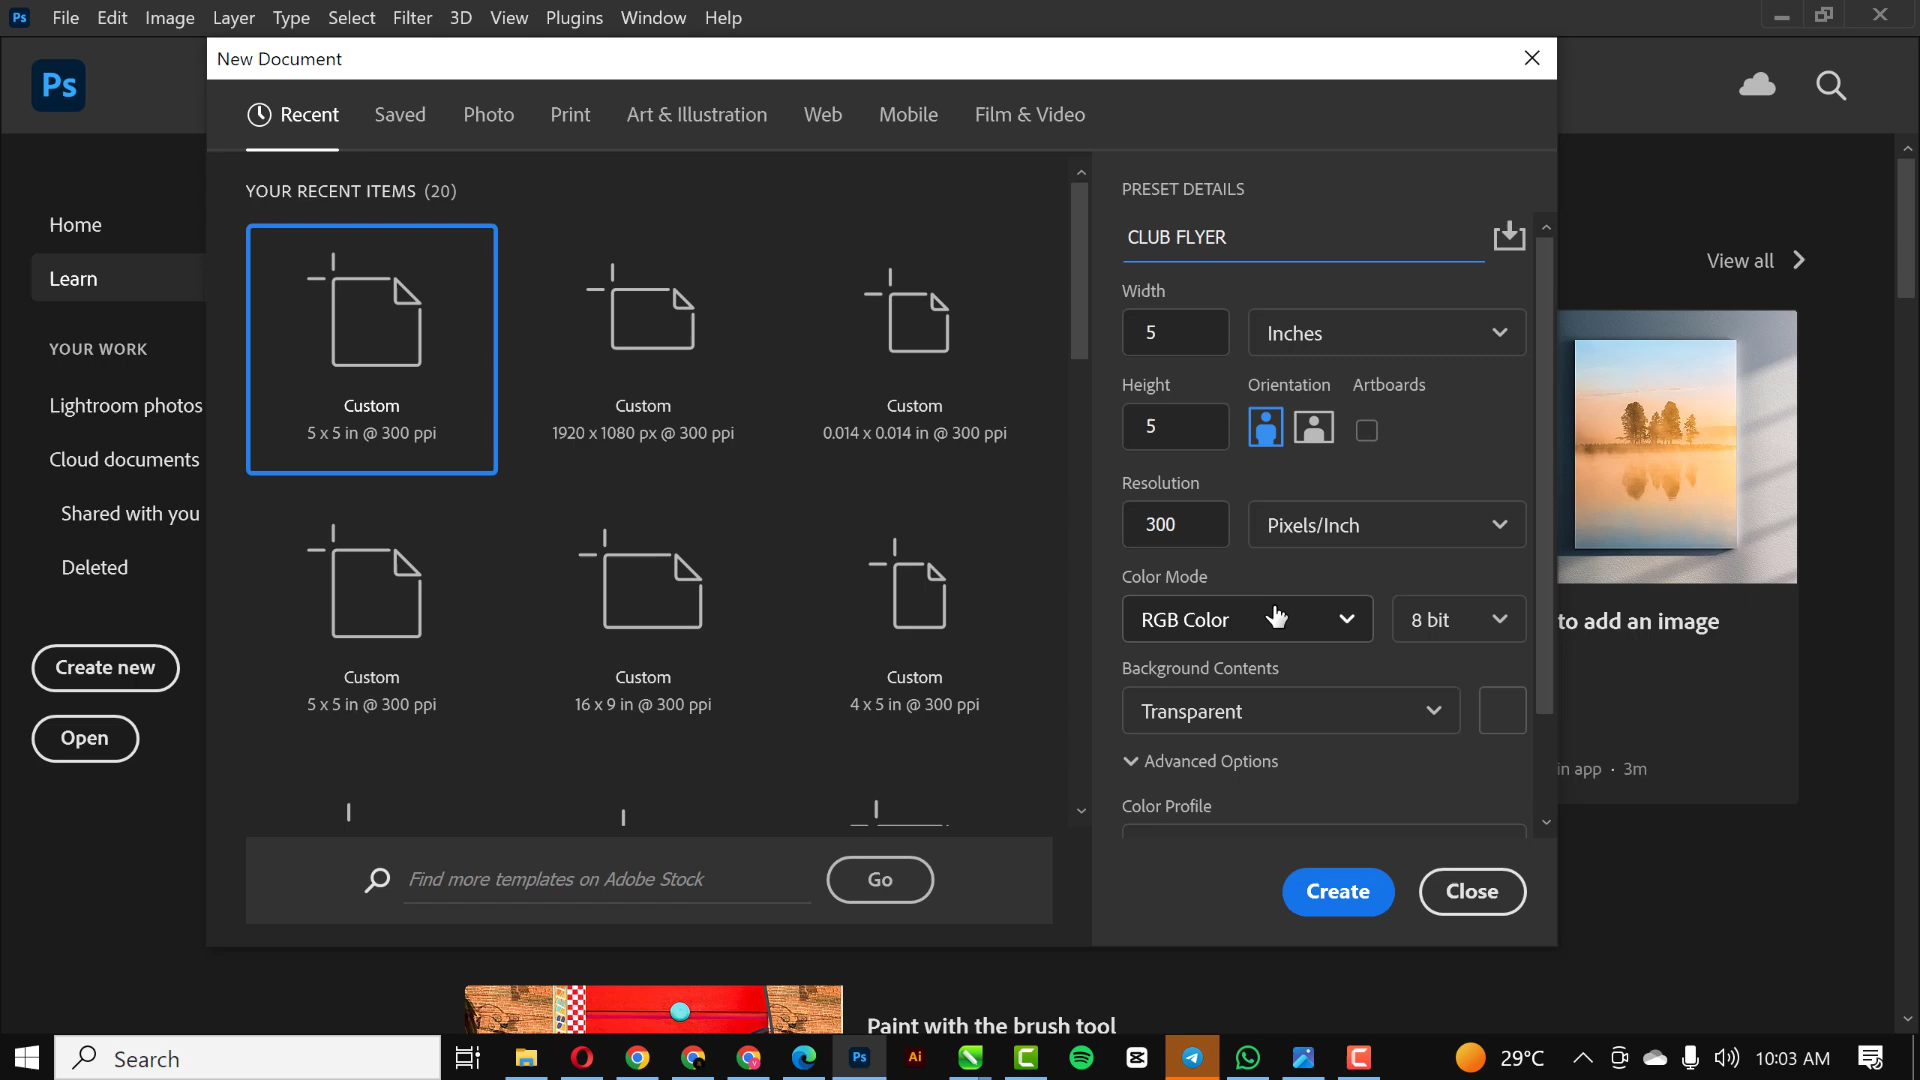 Ps File Edit Image Layer Type Select Filter 3D View Plugins Window Help
New Document
Ps
Recent Saved Photo Print Art & Illustration Web Mobile Film & Video
YOUR RECENT ITEMS (20)
Home
Learn
YOUR WORK
Lightroom photos
Cloud documents
Shared with you
Deleted
Create new
Open
Custom
5 x 5 in @ 300 ppi
Custom
1920 x 1080 px @ 300 ppi
Custom
0.014 x 0.014 in @ 300 ppi
Custom
5 x 5 in @ 300 ppi
Custom
16 x 9 in @ 300 ppi
Custom
4 x 5 in @ 300 ppi
Find more templates on Adobe Stock
Go
PRESET DETAILS
CLUB FLYER
Width
5 Inches
Height Orientation Artboards
5
Resolution
300 Pixels/Inch
Color Mode
RGB Color 8 bit
Background Contents
Transparent
Advanced Options
Color Profile
Create Close
View all
to add an image
in app · 3m
Paint with the brush tool
Search
Ps Ai
29°C
10:03 AM